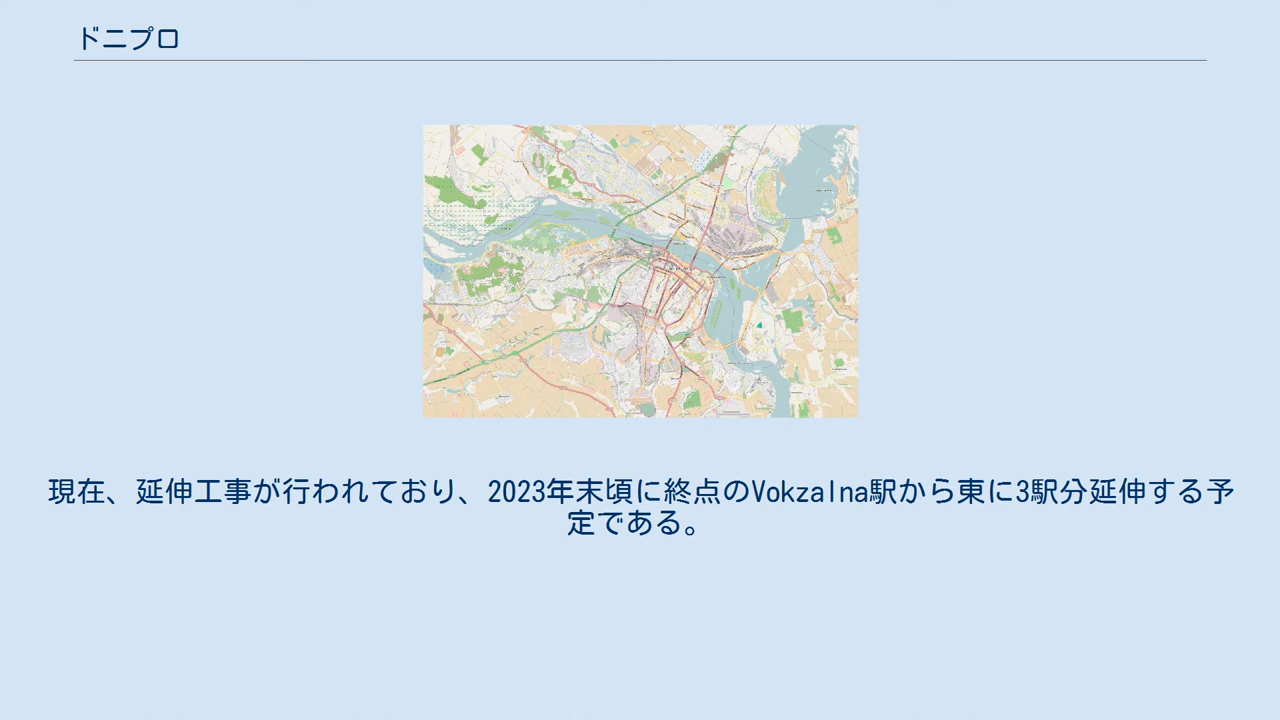 ドニプロ
現在、延伸工事が行われており、2023年末頃に終点のVokzalna駅から東に3駅分延伸する予
定である。